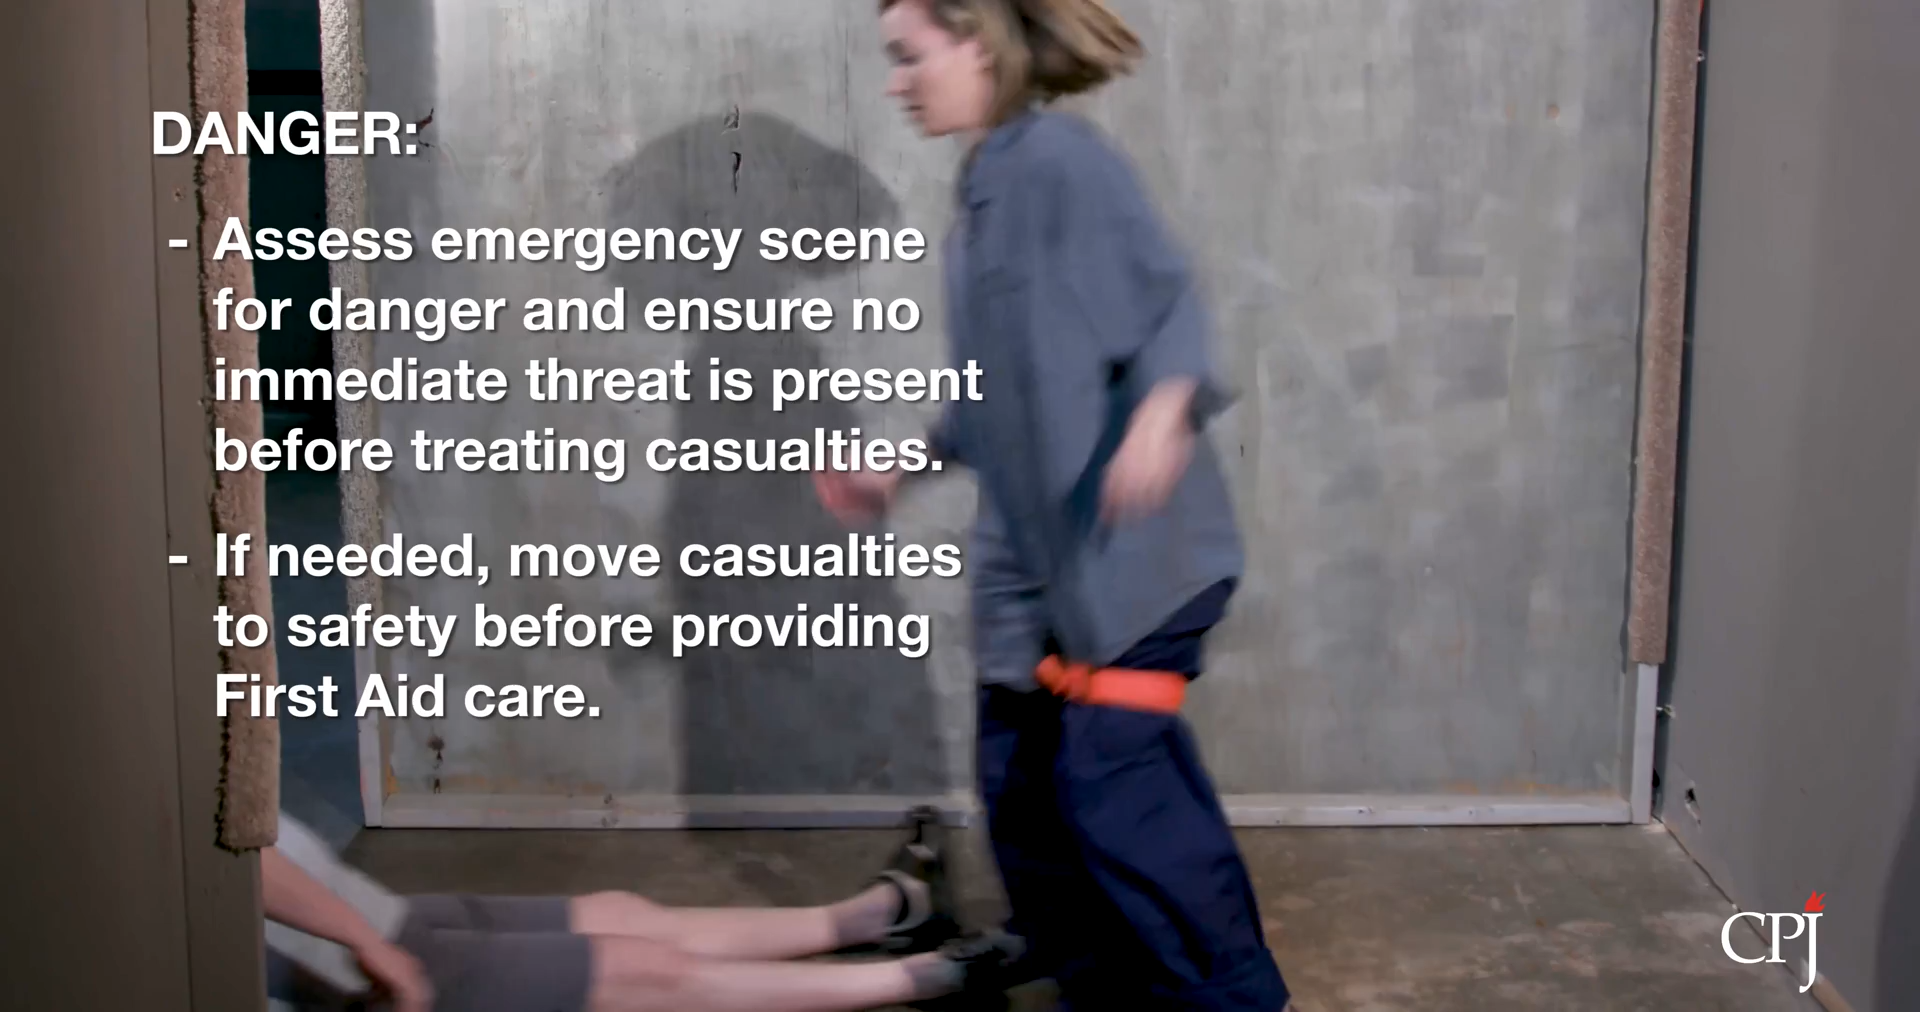 DANGER:
- Assess emergency scene
for danger and ensure no
immediate threat is present
before treating casualties.
- If needed, move casualties
to safety before providing
First Aid care.
CPJ